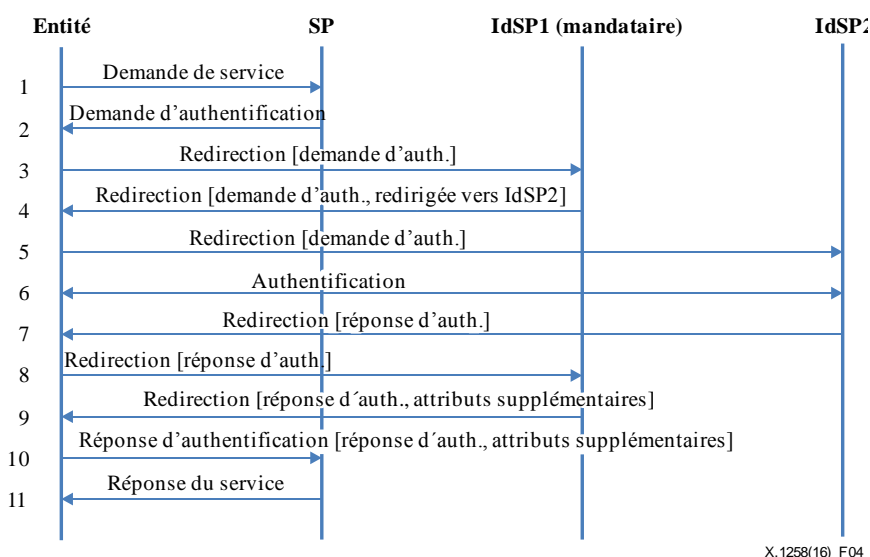 Entité SP IdSP1 (mandataire) IdSP2
1 Demande de service
2 Demande d'authentification
3 Redirection [demande d'auth.]
4 Redirection [demande d'auth., redirigée vers IdSP2]
5 Redirection [demande d'auth.]
6 Authentification
7 Redirection [réponse d'auth.]
8 Redirection [réponse d'auth.]
9 Redirection [réponse d´auth., attributs supplémentaires]
10 Réponse d'authentification [réponse d´auth., attributs supplémentaires]
11 Réponse du service
X.1258(16)_F04